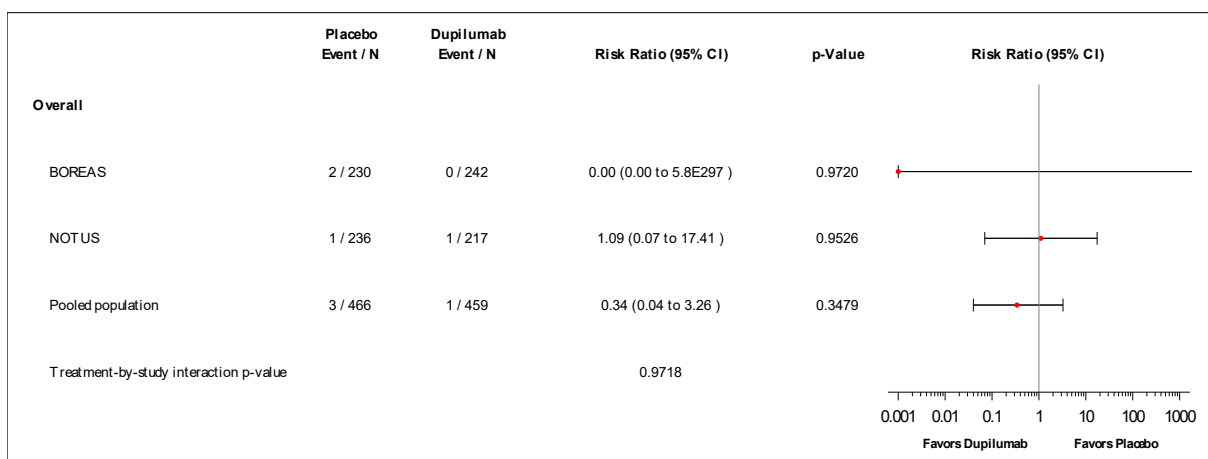 Placebo Dupilumab
Event / N Event / N Risk Ratio (95% CI) p-Value Risk Ratio (95% CI)
Overall
BOREAS 2 / 230 0 / 242 0.00 (0.00 to 5.8E297 ) 0.9720
NOTUS 1 / 236 1 / 217 1.09 (0.07 to 17.41 ) 0.9526
Pooled population 3 / 466 1 / 459 0.34 (0.04 to 3.26 ) 0.3479
Treatment-by-study interaction p-value 0.9718
0.001 0.01 0.1 1 10 100 1000
Favors Dupilumab Favors Placebo